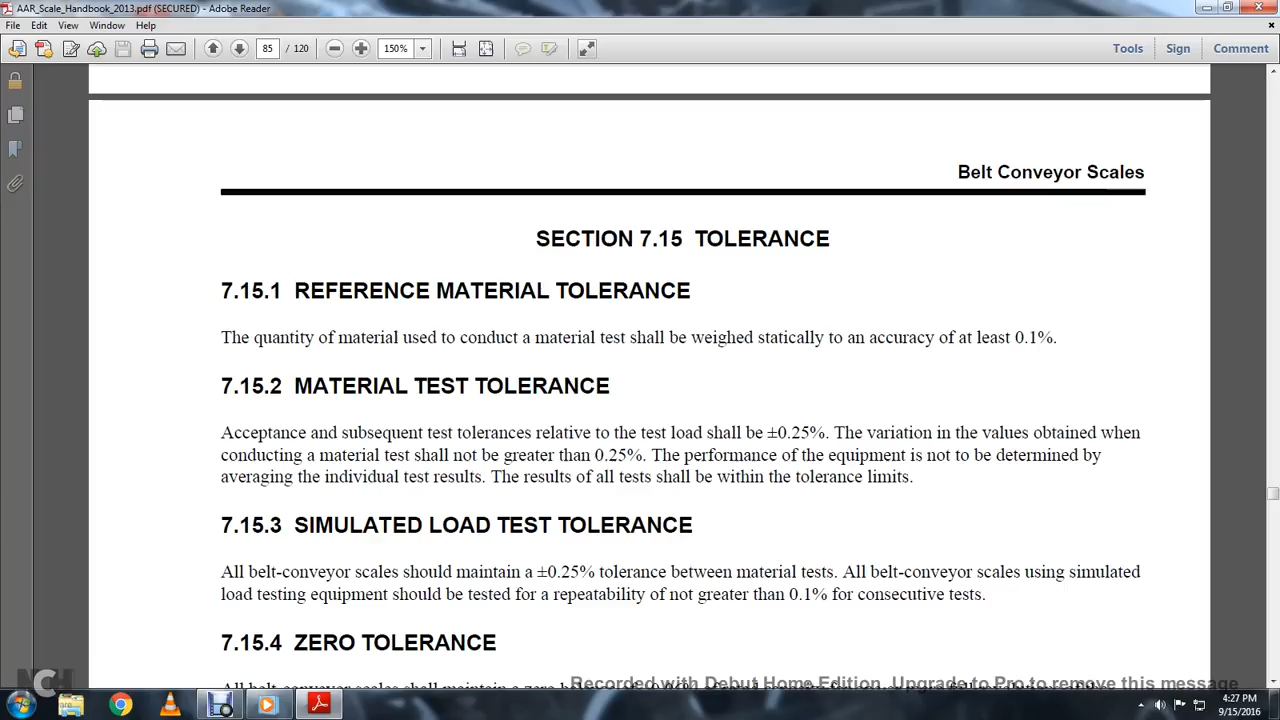 AAR_Scale_Handbook_2013.pdf (SECURED) - Adobe Reader
File Edit View Window Help
85 / 120 150% Tools Sign Comment
Belt Conveyor Scales
SECTION 7.15 TOLERANCE
7.15.1 REFERENCE MATERIAL TOLERANCE
The quantity of material used to conduct a material test shall be weighed statically to an accuracy of at least 0.1%.
7.15.2 MATERIAL TEST TOLERANCE
Acceptance and subsequent test tolerances relative to the test load shall be ±0.25%. The variation in the values obtained when
conducting a material test shall not be greater than 0.25%. The performance of the equipment is not to be determined by
averaging the individual test results. The results of all tests shall be within the tolerance limits.
7.15.3 SIMULATED LOAD TEST TOLERANCE
All belt-conveyor scales should maintain a ±0.25% tolerance between material tests. All belt-conveyor scales using simulated
load testing equipment should be tested for a repeatability of not greater than 0.1% for consecutive tests.
7.15.4 ZERO TOLERANCE
All belt-conveyor scales shall maintain a zero
Recorded with Debut Home Edition. Upgrade to Pro to remove this message
NCH
4:27 PM
9/15/2016